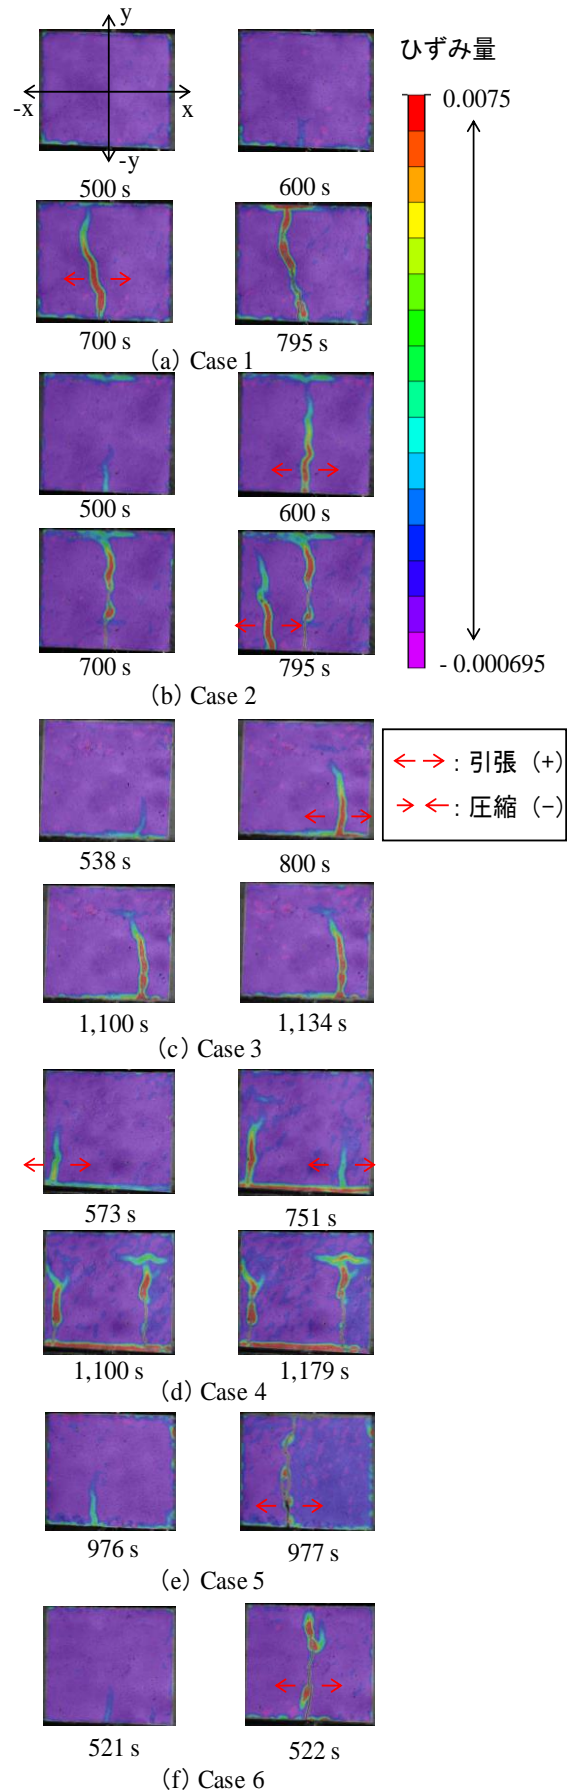 y
ひずみ量
-x
x
-y
0.0075
500 s
600 s
700 s
795 s
(a) Case 1
500 s
600 s
700 s
795 s
- 0.000695
(b) Case 2
: 引張 (+)
: 圧縮 (−)
538 s
800 s
1,100 s
1,134 s
(c) Case 3
573 s
751 s
1,100 s
1,179 s
(d) Case 4
976 s
977 s
(e) Case 5
521 s
522 s
(f) Case 6